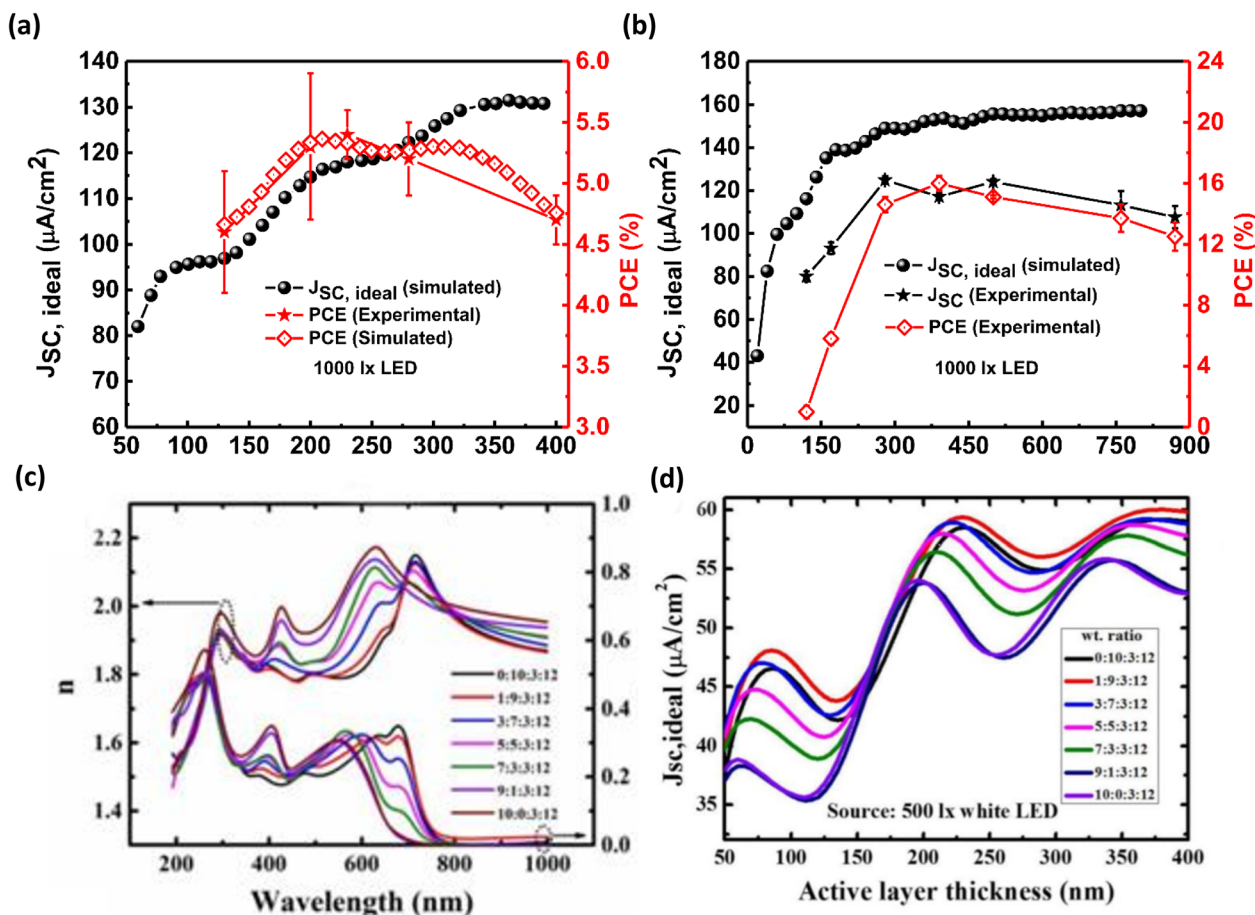 (a)
140
130
120
110
100
90
80
70
60
J_SC, ideal (μA/cm²)
6.0
5.5
5.0
4.5
4.0
3.5
3.0
PCE (%)
J_SC, ideal (simulated)
PCE (Experimental)
PCE (Simulated)
1000 lx LED
50 100 150 200 250 300 350 400
(b)
180
160
140
120
100
80
60
40
20
J_SC, ideal (μA/cm²)
24
20
16
12
8
4
0
PCE (%)
J_SC, ideal (simulated)
J_SC (Experimental)
PCE (Experimental)
1000 lx LED
0 150 300 450 600 750 900
(c)
2.2
2.0
1.8
1.6
1.4
n
1.0
0.8
0.6
0.4
0.2
0.0
0:10:3:12
1:9:3:12
3:7:3:12
5:5:3:12
7:3:3:12
9:1:3:12
10:0:3:12
200 400 600 800 1000
Wavelength (nm)
(d)
60
55
50
45
40
35
Jsc,ideal (μA/cm²)
wt. ratio
0:10:3:12
1:9:3:12
3:7:3:12
5:5:3:12
7:3:3:12
9:1:3:12
10:0:3:12
Source: 500 lx white LED
50 100 150 200 250 300 350 400
Active layer thickness (nm)